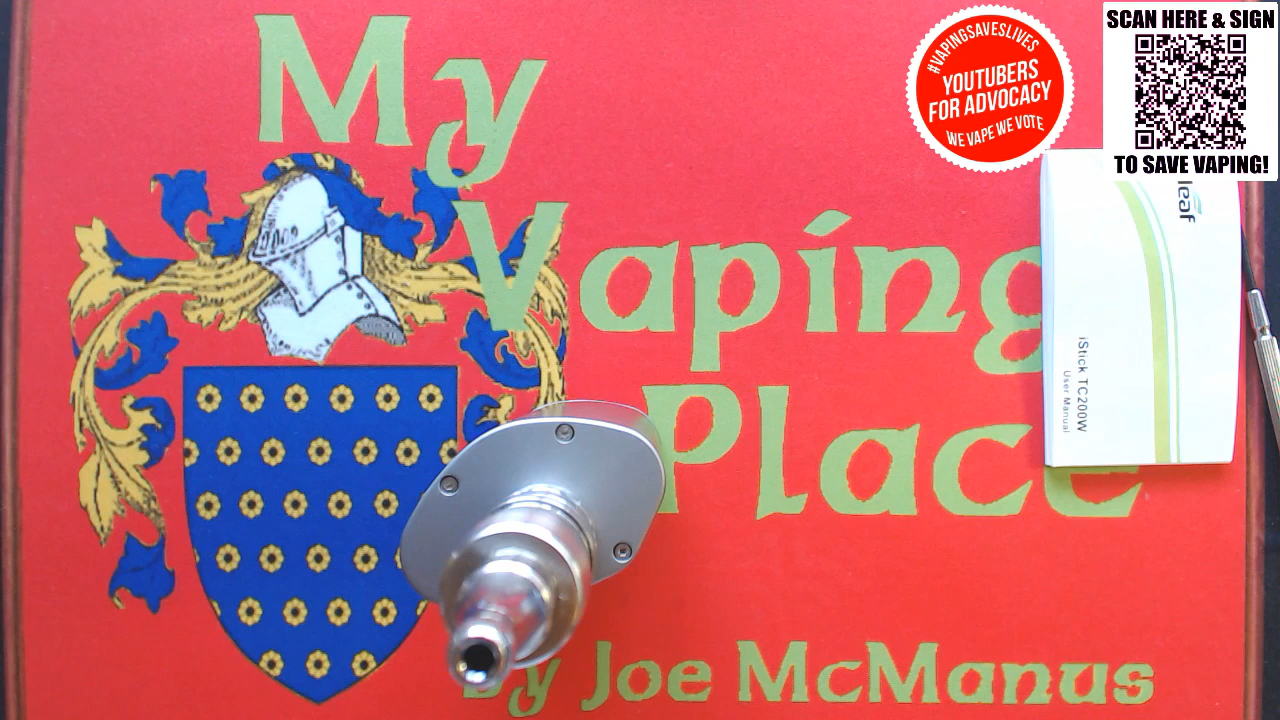 My
Vaping
Place
By Joe McManus
#VAPINGSAVESLIVES
YOUTUBERS
FOR ADVOCACY
WE VAPE WE VOTE
SCAN HERE & SIGN
TO SAVE VAPING!
leaf
iStick TC200W
User Manual